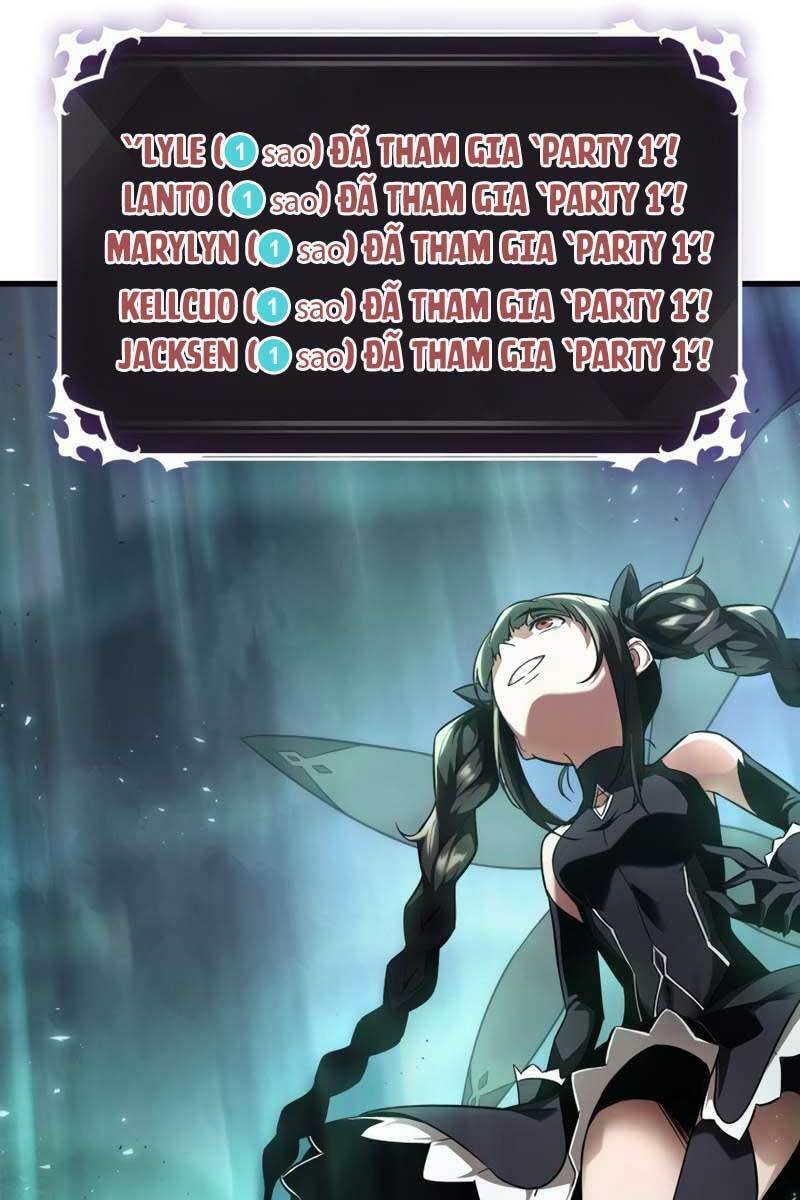 "LYLE (1 sao) ĐÃ THAM GIA 'PARTY 1'!
LANTO (1 sao) ĐÃ THAM GIA 'PARTY 1'!
MARYLYN (1 sao) ĐÃ THAM GIA 'PARTY 1'!
KELLCUO (1 sao) ĐÃ THAM GIA 'PARTY 1'!
JACKSEN (1 sao) ĐÃ THAM GIA 'PARTY 1'!